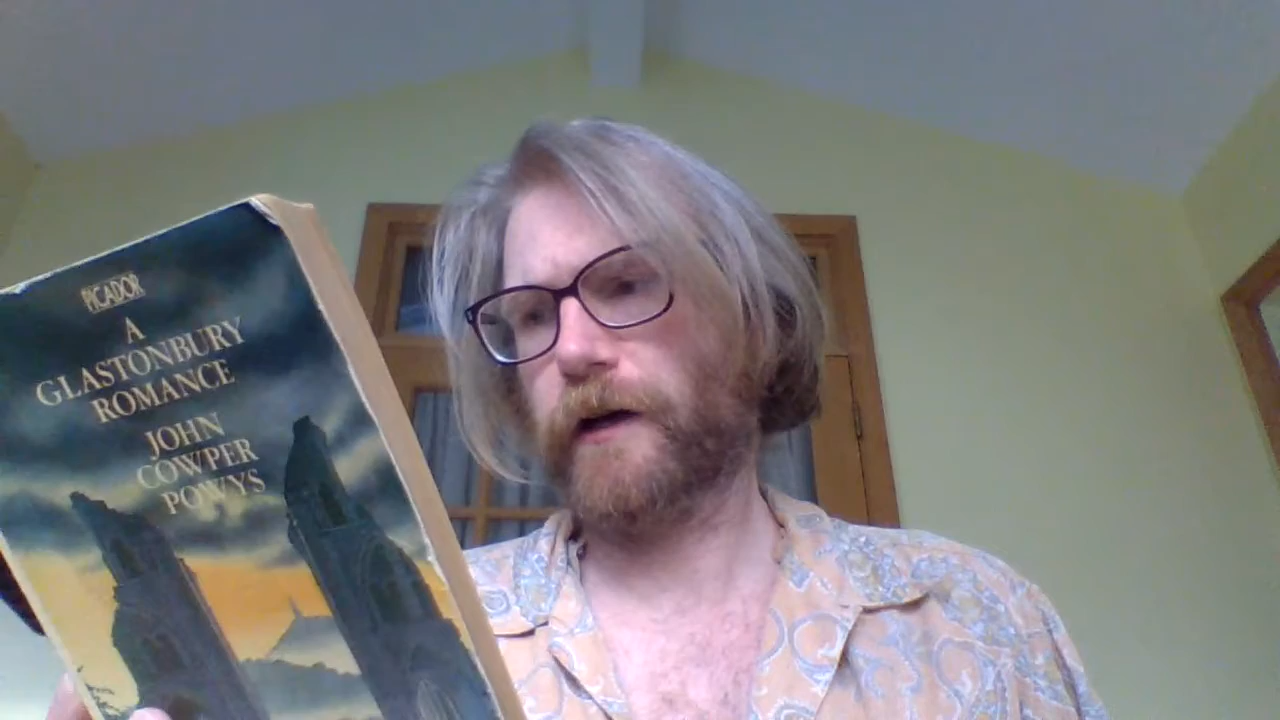 PICADOR
A
GLASTONBURY
ROMANCE
JOHN
COWPER
POWYS